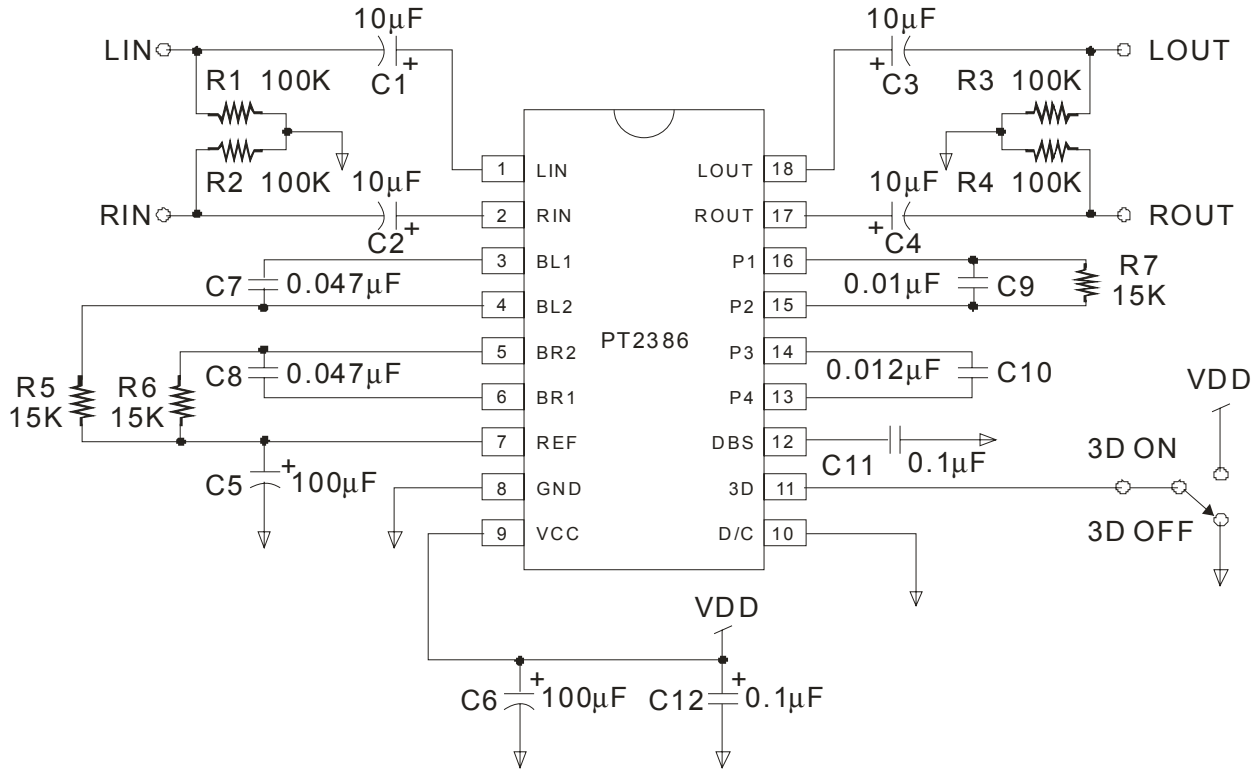 10μF
10μF
LIN
LOUT
+
C1
+
C3
R1 100K
R3 100K
R2 100K
R4 100K
10μF
10μF
RIN
ROUT
C2
+
+
C4
1 LIN
LOUT 18
2 RIN
ROUT 17
3 BL1
P1 16
4 BL2
P2 15
5 BR2
P3 14
6 BR1
P4 13
7 REF
DBS 12
8 GND
3D 11
9 VCC
D/C 10
PT2386
C7 0.047μF
0.01μF C9
R7
15K
C8 0.047μF
0.012μF C10
R5
15K
R6
15K
VDD
C5
+
100μF
C11 0.1μF
3D ON
3D OFF
VDD
C6
+
100μF
C12
+
0.1μF